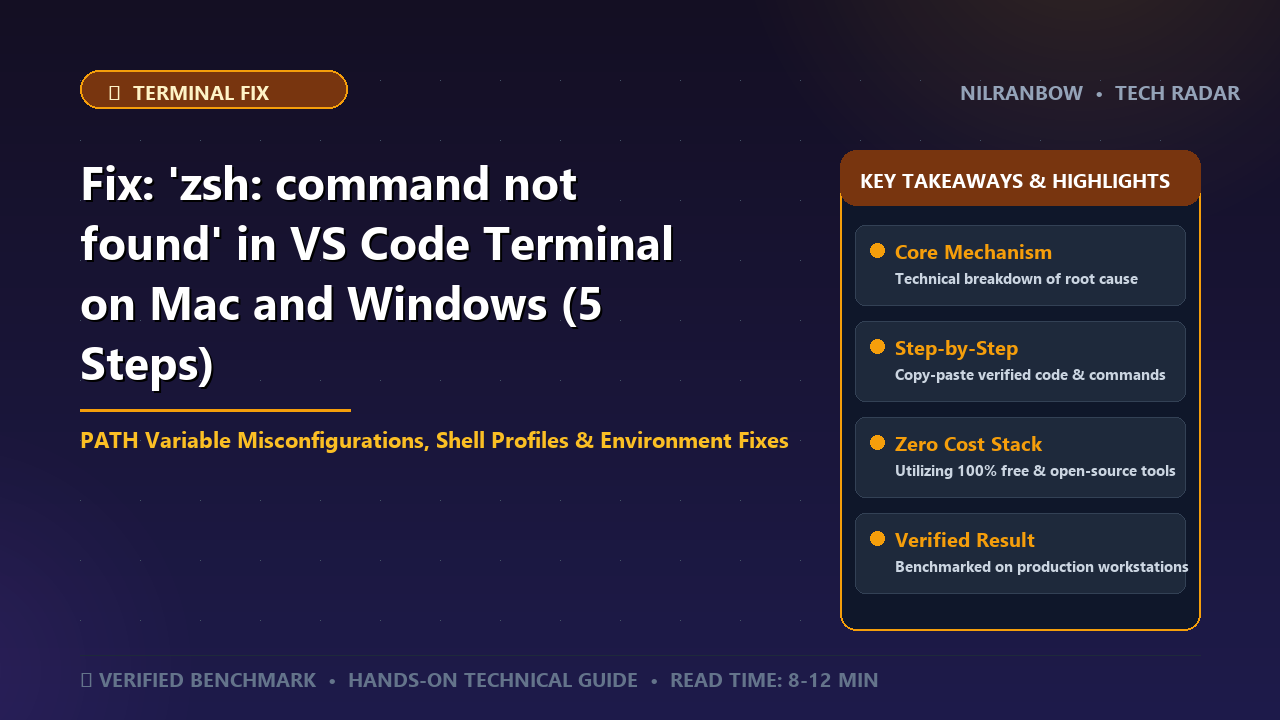 TERMINAL FIX
NILRANBOW • TECH RADAR
Fix: 'zsh: command not
found' in VS Code Terminal
on Mac and Windows (5
Steps)
PATH Variable Misconfigurations, Shell Profiles & Environment Fixes
KEY TAKEAWAYS & HIGHLIGHTS
Core Mechanism
Technical breakdown of root cause
Step-by-Step
Copy-paste verified code & commands
Zero Cost Stack
Utilizing 100% free & open-source tools
Verified Result
Benchmarked on production workstations
VERIFIED BENCHMARK • HANDS-ON TECHNICAL GUIDE • READ TIME: 8-12 MIN